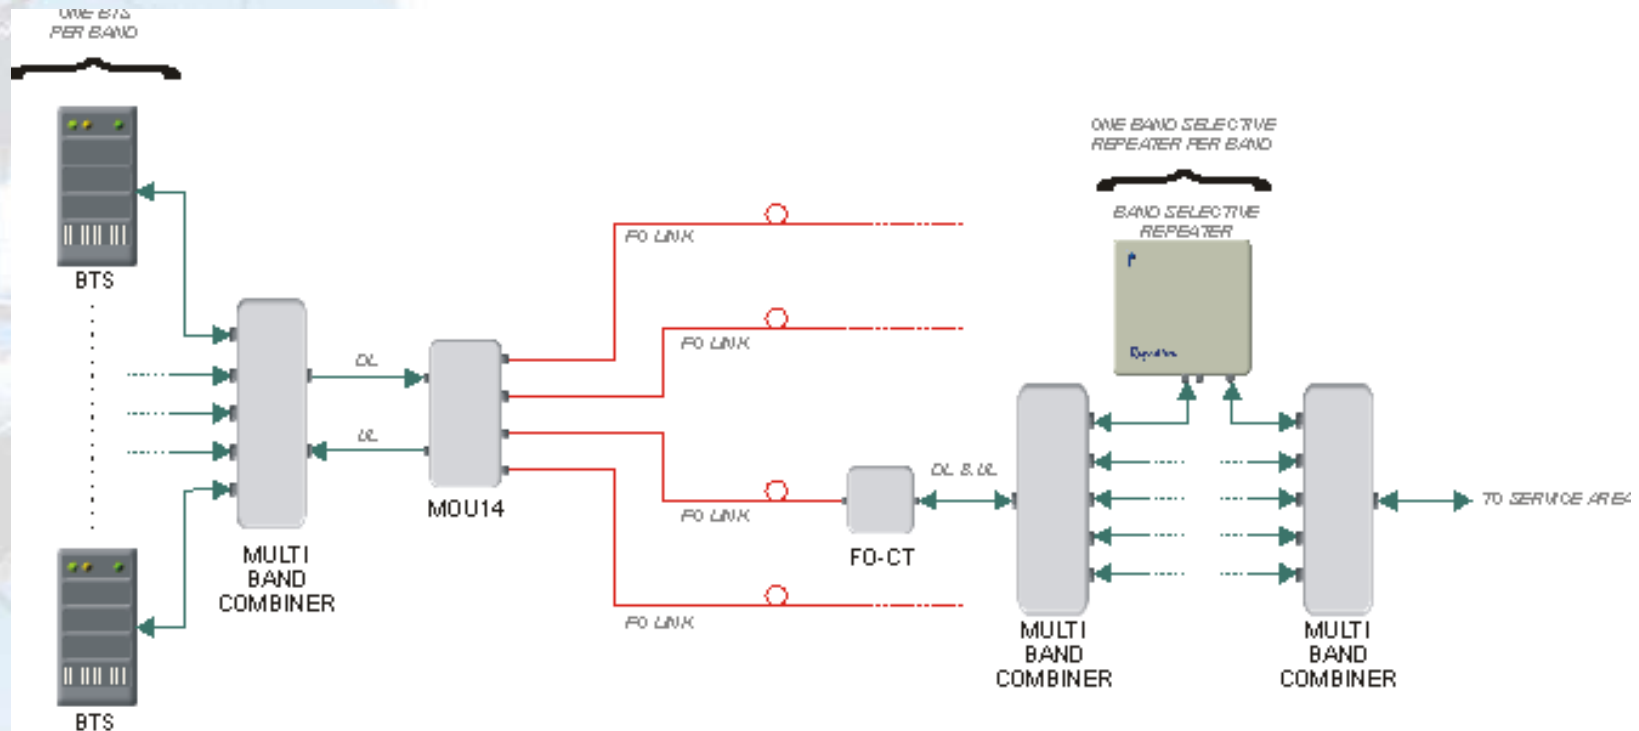 ONE BTS
PER BAND
BTS
BTS
MULTI
BAND
COMBINER
DL
UL
MOU14
FO LINK
FO LINK
FO LINK
FO LINK
FO-CT
DL & UL
MULTI
BAND
COMBINER
ONE BAND SELECTIVE
REPEATER PER BAND
BAND SELECTIVE
REPEATER
MULTI
BAND
COMBINER
TO SERVICE AREA